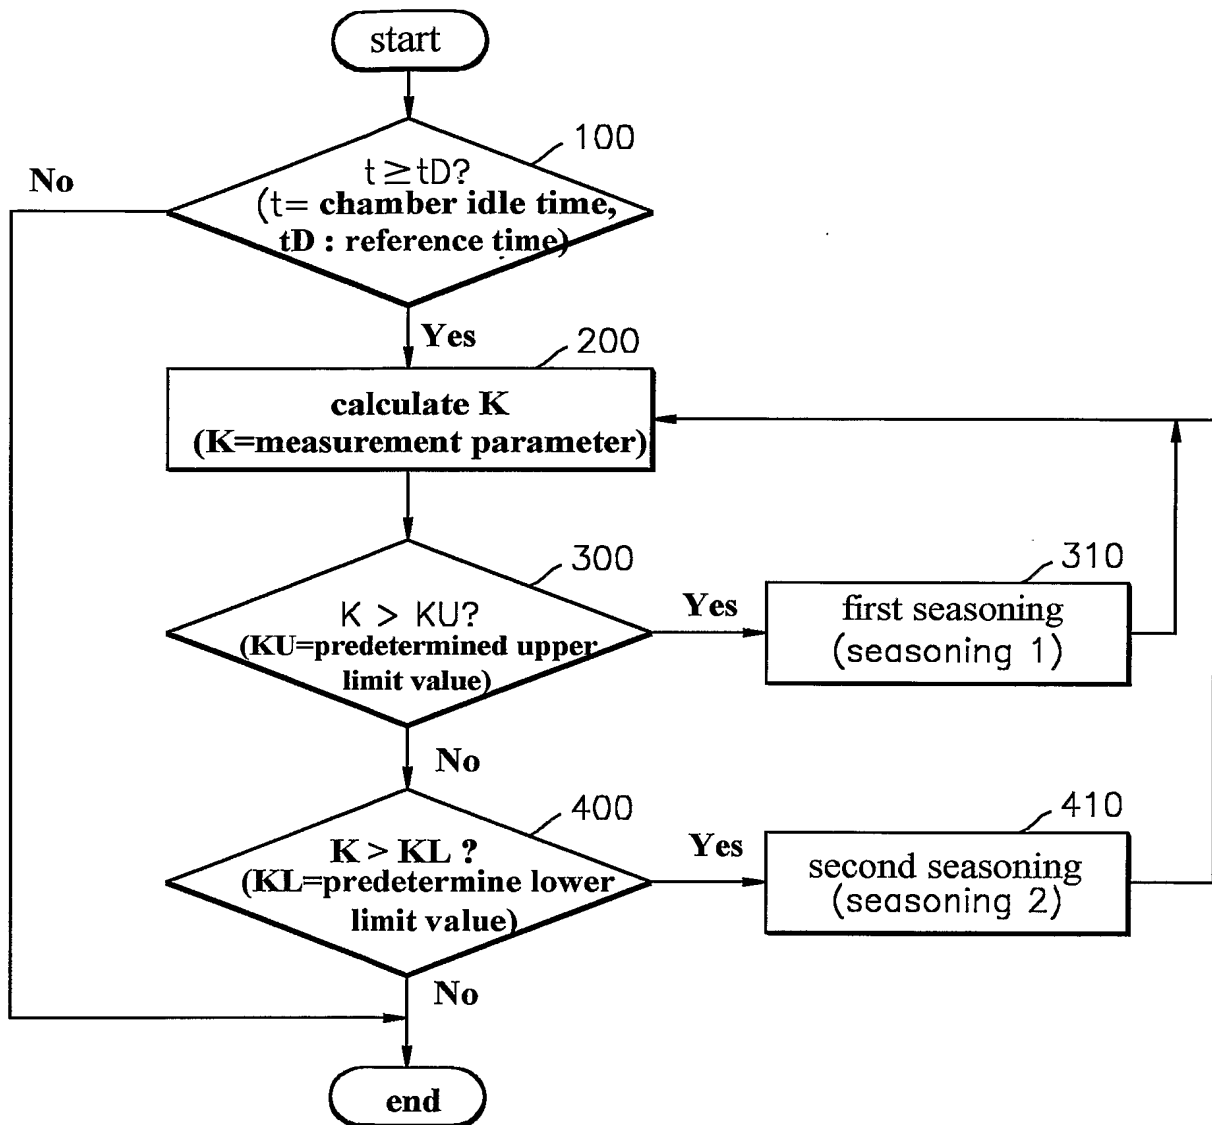 start
100
No
t≥tD?
(t= chamber idle time,
tD : reference time)
Yes
200
calculate K
(K=measurement parameter)
300
310
K > KU?
(KU=predetermined upper
limit value)
Yes
first seasoning
(seasoning 1)
No
400
410
K > KL ?
(KL=predetermine lower
limit value)
Yes
second seasoning
(seasoning 2)
No
end